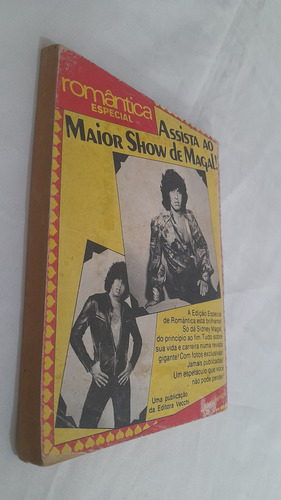 romântica
ESPECIAL
ASSISTA AO
MAIOR SHOW DE MAGAL!
A Edição Especial
de Romântica está brilhante!
Só dá Sidney Magal,
do princípio ao fim. Tudo sobre
sua vida e carreira numa revista
gigante! Com fotos exclusivas!
Jamais publicadas!
Um espetáculo que você
não pode perder!
Uma publicação
da Editora Vecchi